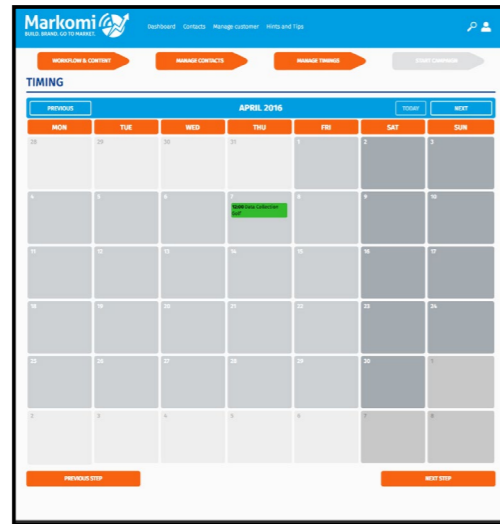 Markomi
BUILD. BRAND. GO TO MARKET.
Dashboard Contacts Manage customer Hints and Tips
WORKFLOW & CONTENT MANAGE CONTACTS MANAGE TIMINGS START CAMPAIGN
TIMING
PREVIOUS APRIL 2016 TODAY NEXT
MON TUE WED THU FRI SAT SUN
28 29 30 31 1 2 3
4 5 6 7 8 9 10
12:00 Data Collection
11 12 13 14 15 16 17
18 19 20 21 22 23 24
25 26 27 28 29 30 1
2 3 4 5 6 7 8
PREVIOUS STEP NEXT STEP